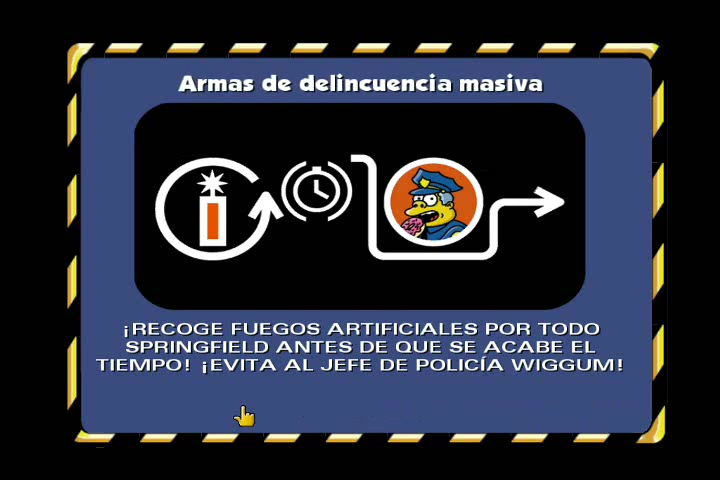 Armas de delincuencia masiva
¡RECOGE FUEGOS ARTIFICIALES POR TODO
SPRINGFIELD ANTES DE QUE SE ACABE EL
TIEMPO! ¡EVITA AL JEFE DE POLICÍA WIGGUM!